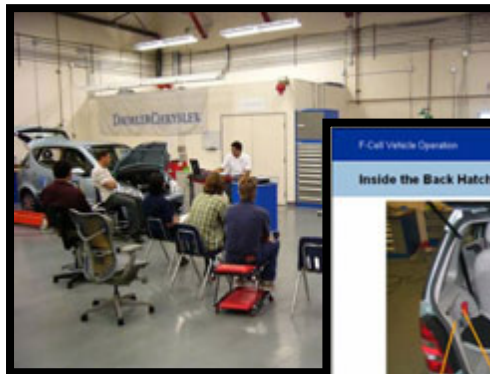 DAIMLERCHRYSLER
F-Cell Vehicle Operation
Inside the Back Hatch